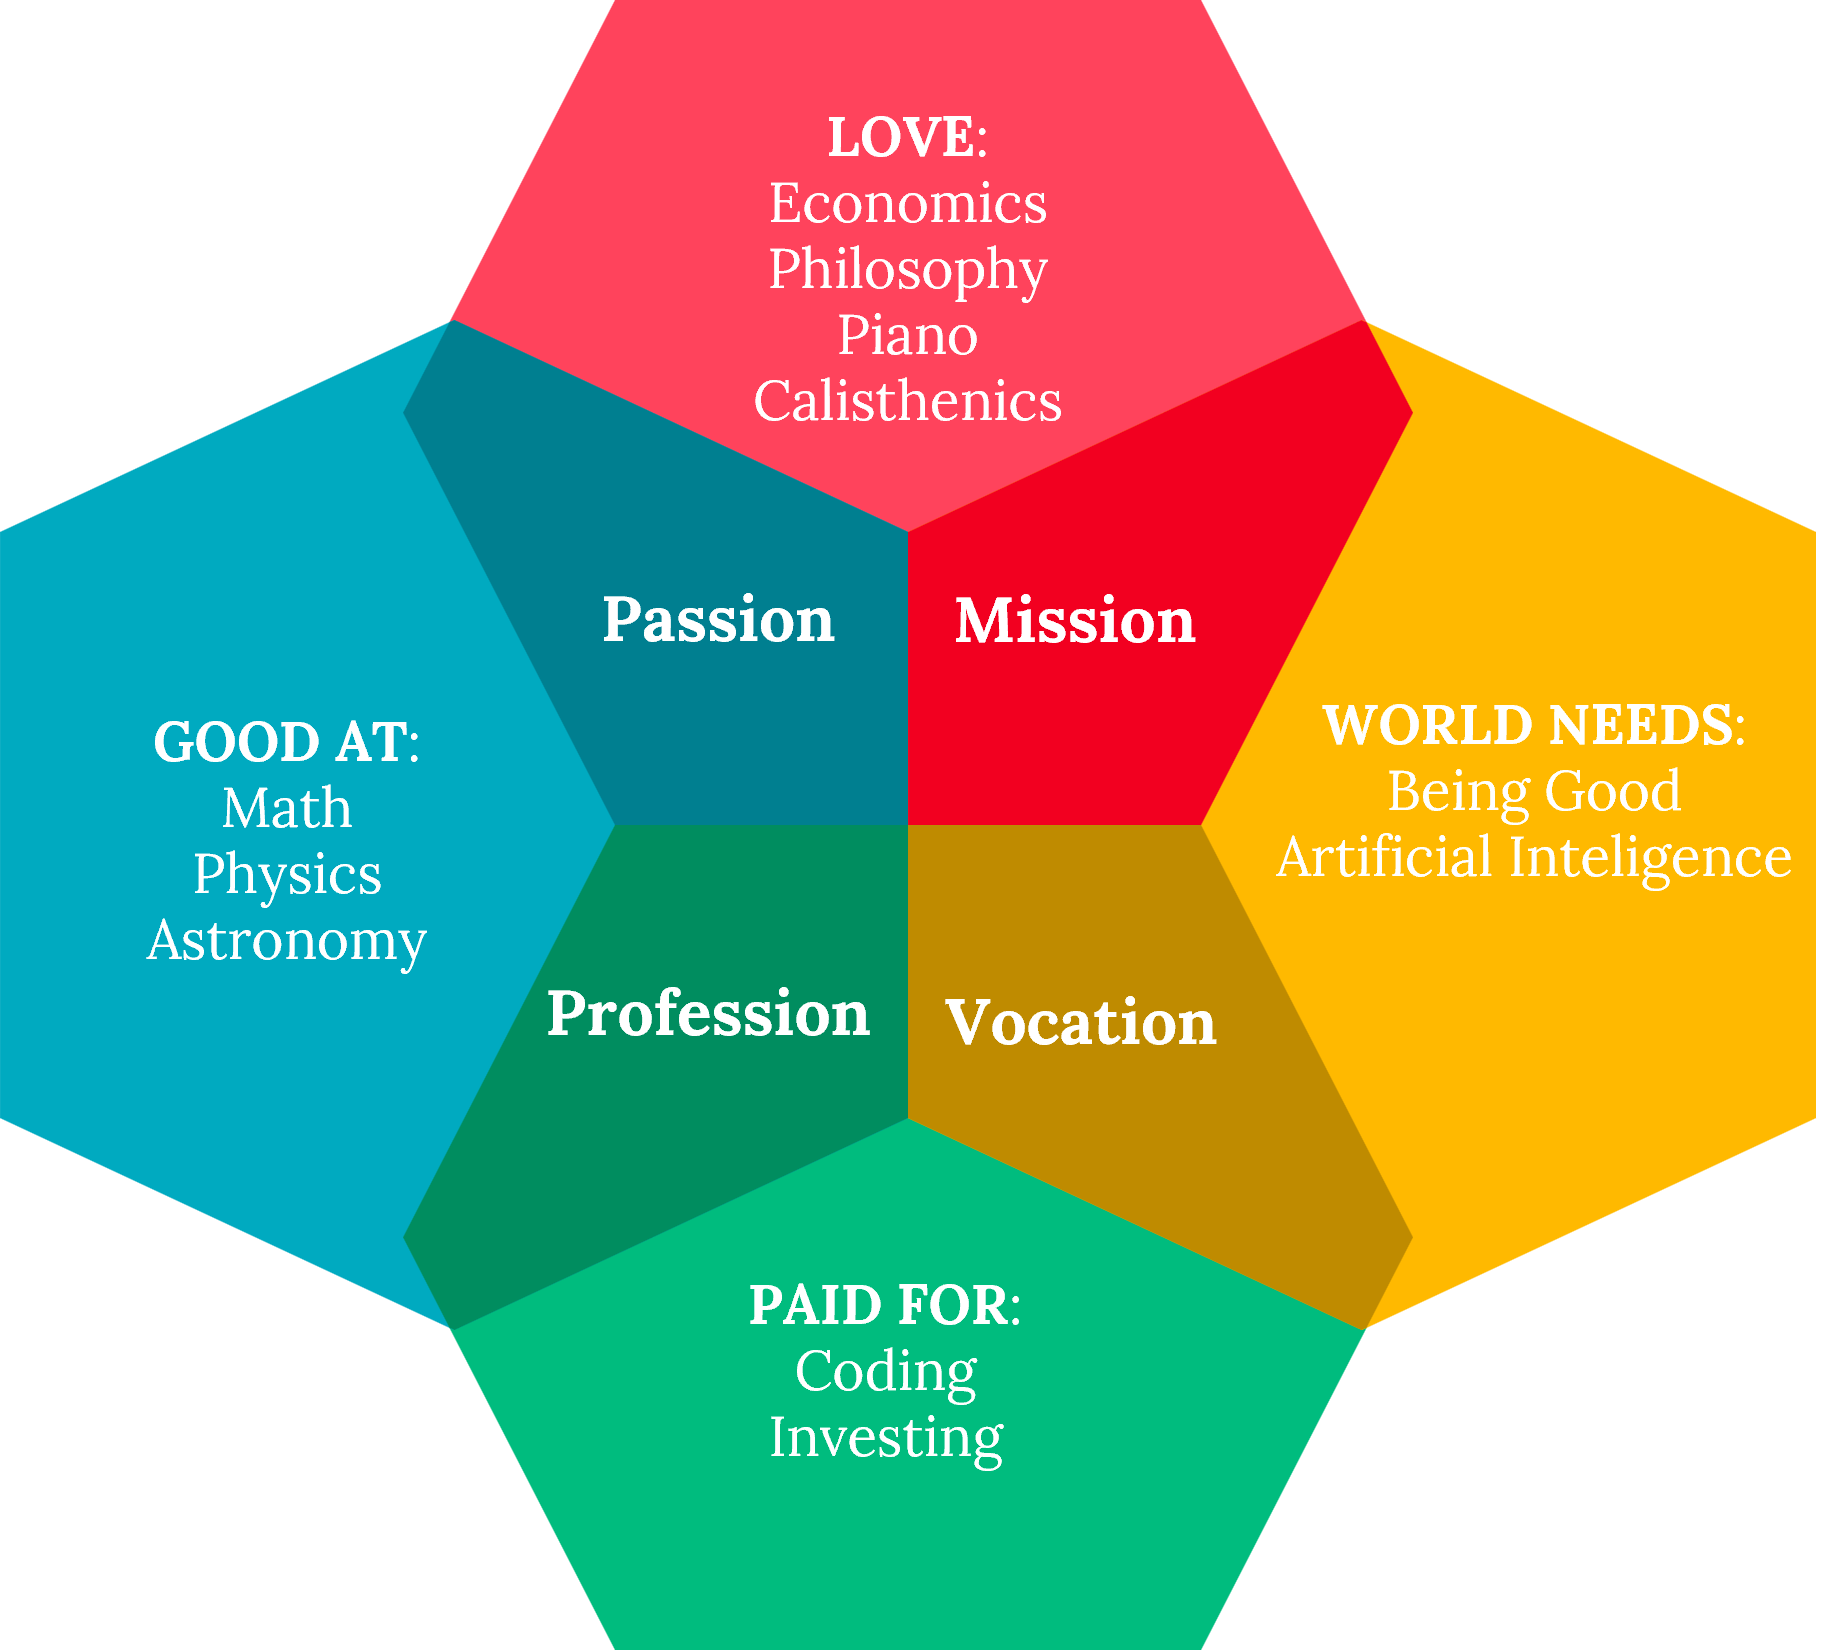 LOVE:
Economics
Philosophy
Piano
Calisthenics
Passion
Mission
GOOD AT:
Math
Physics
Astronomy
WORLD NEEDS:
Being Good
Artificial Inteligence
Profession
Vocation
PAID FOR:
Coding
Investing